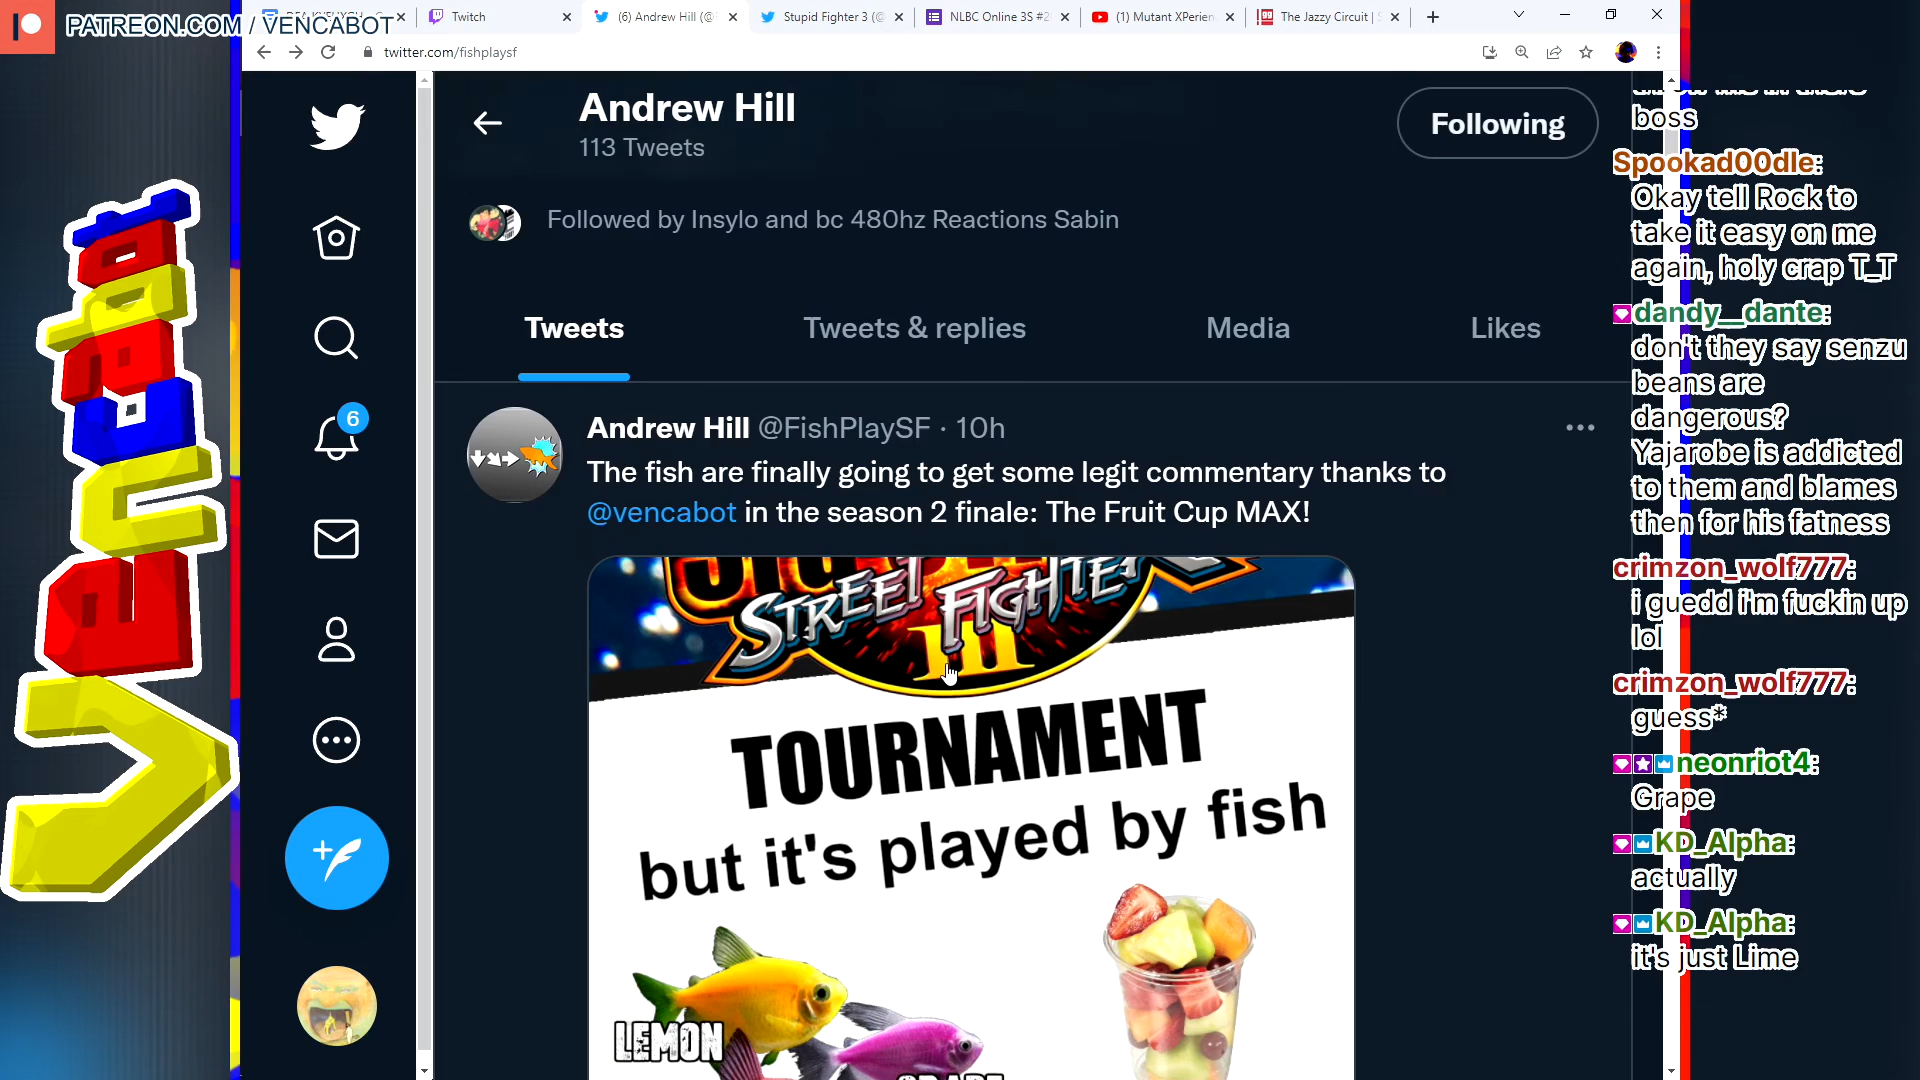 PATREON.COM / VENCABOT
Twitch
(6) Andrew Hill (@
Stupid Fighter 3 (@
NLBC Online 3S #2
(1) Mutant XPerien
The Jazzy Circuit | S
twitter.com/fishplaysf
vencabot
Andrew Hill
113 Tweets
Following
Followed by Insylo and bc 480hz Reactions Sabin
Tweets
Tweets & replies
Media
Likes
6
Andrew Hill @FishPlaySF · 10h
The fish are finally going to get some legit commentary thanks to
@vencabot in the season 2 finale: The Fruit Cup MAX!
STREET FIGHTER
III
TOURNAMENT
but it's played by fish
LEMON
GRAPE
boss
Spookad00dle:
Okay tell Rock to
take it easy on me
again, holy crap T_T
dandy__dante:
don't they say senzu
beans are
dangerous?
Yajarobe is addicted
to them and blames
then for his fatness
crimzon_wolf777:
i guedd i'm fuckin up
lol
crimzon_wolf777:
guess*
neonriot4:
Grape
KD_Alpha:
actually
KD_Alpha:
it's just Lime